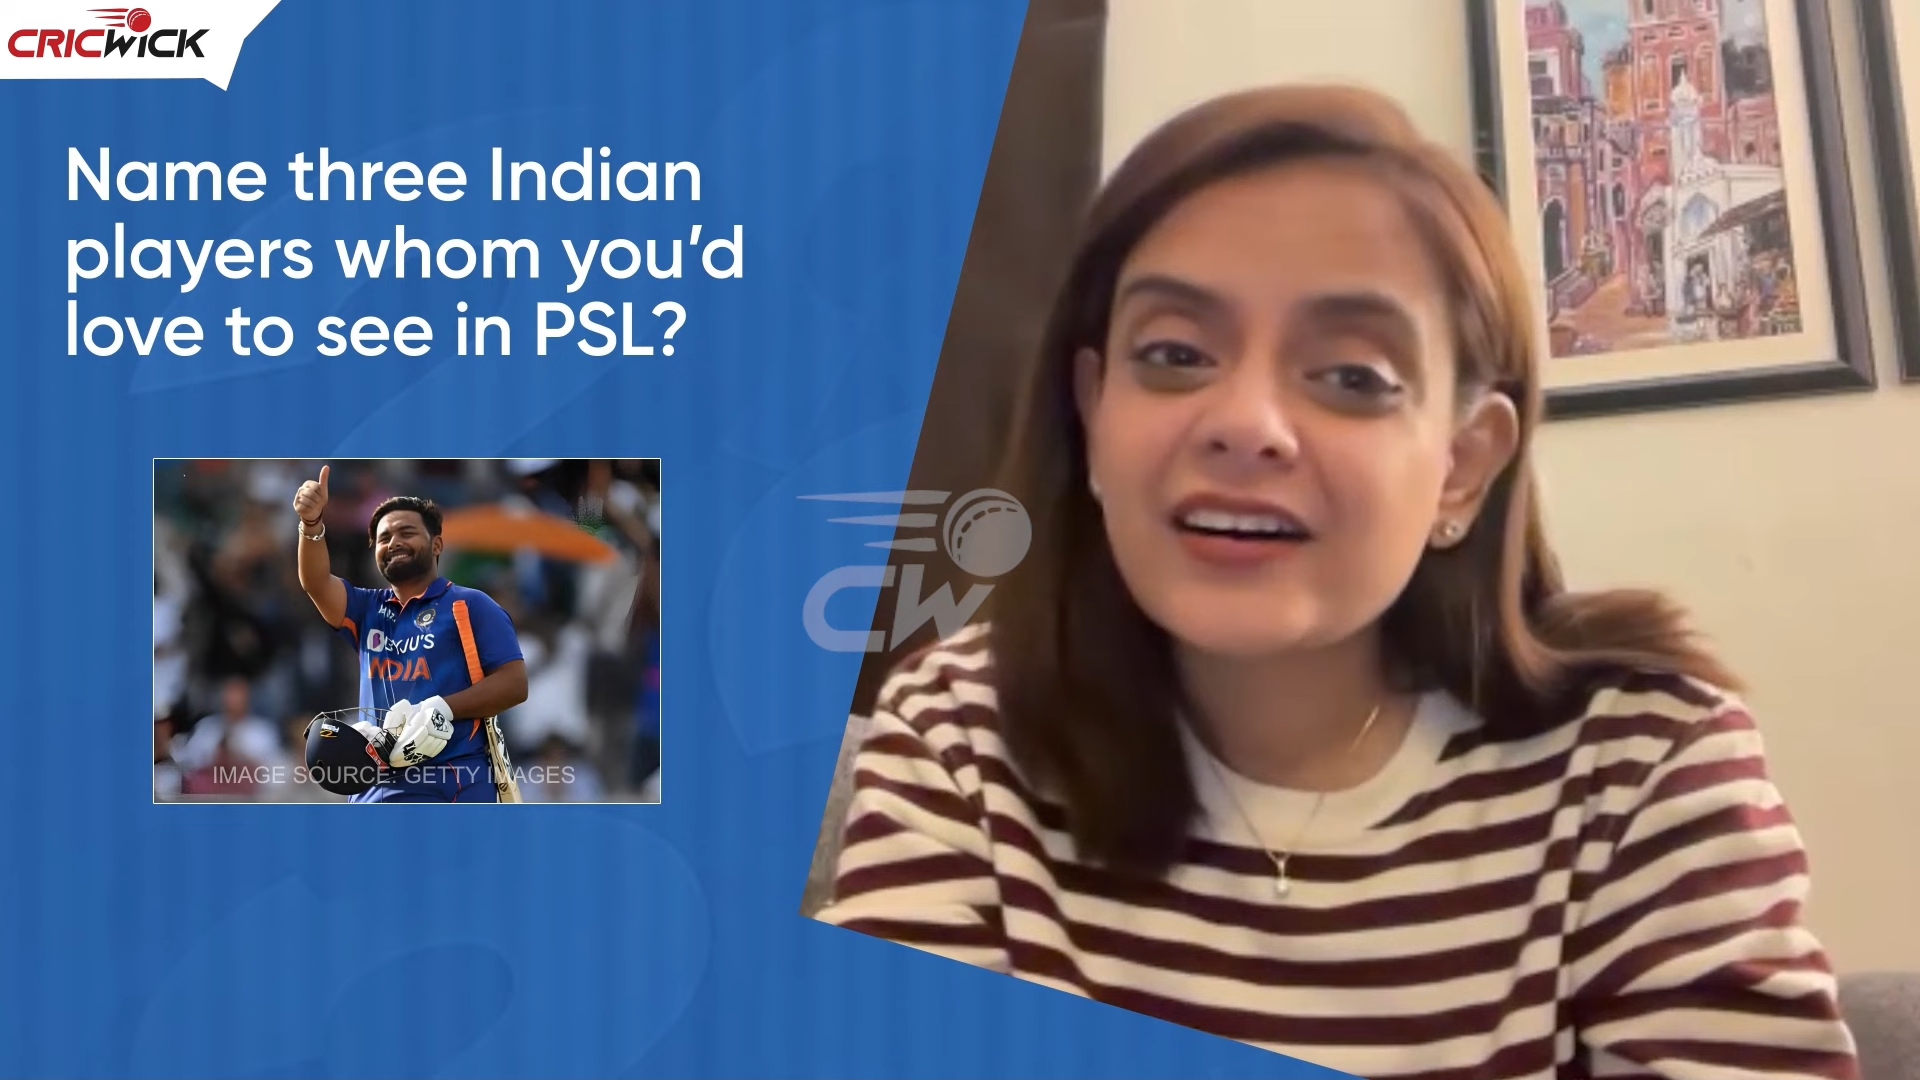 CRICWICK
Name three Indian
players whom you’d
love to see in PSL?
BYJU'S
INDIA
IMAGE SOURCE: GETTY IMAGES
CW